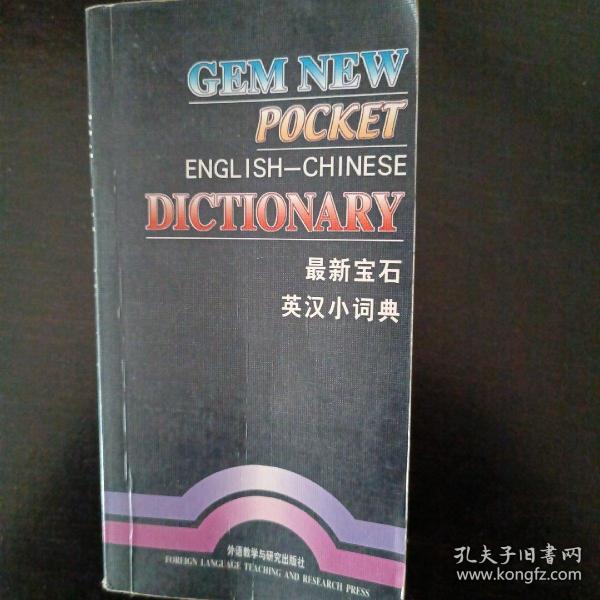 GEM NEW
POCKET
ENGLISH—CHINESE
DICTIONARY
最新宝石
英汉小词典
外语教学与研究出版社
FOREIGN LANGUAGE TEACHING AND RESEARCH PRESS
孔夫子旧书网
www.kongfz.com